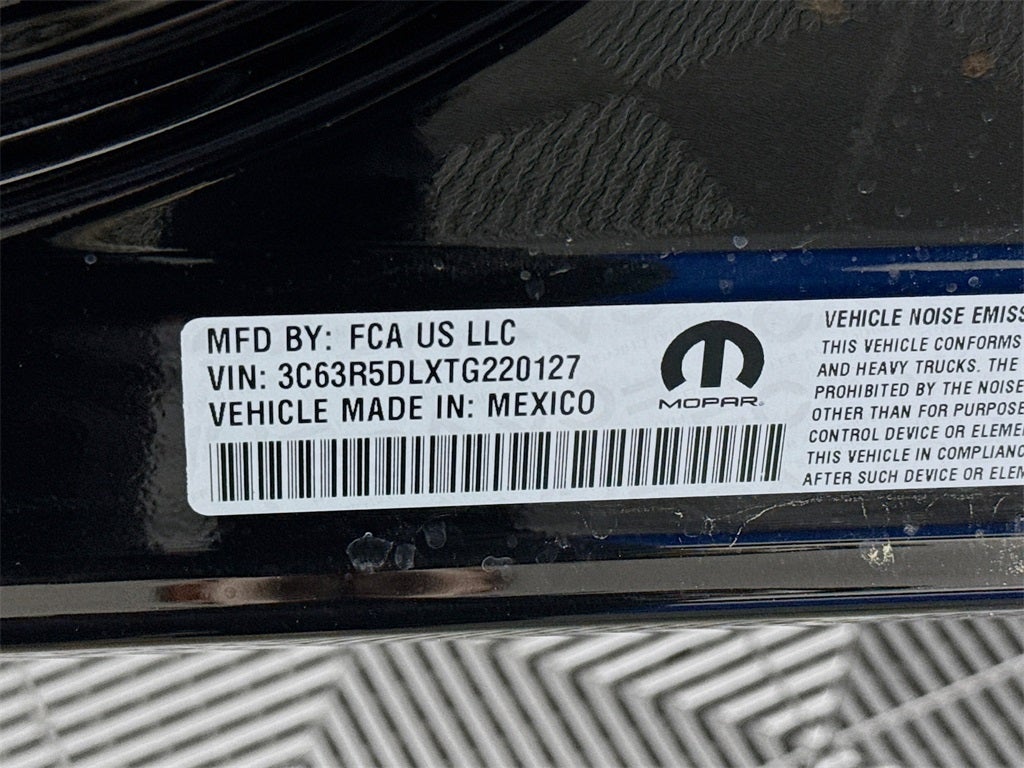 MFD BY: FCA US LLC
VIN: 3C63R5DLXTG220127
VEHICLE MADE IN: MEXICO
MOPAR®
VEHICLE NOISE EMISS
THIS VEHICLE CONFORMS
AND HEAVY TRUCKS. THE
PROHIBITED BY THE NOISE
OTHER THAN FOR PURPOSE
CONTROL DEVICE OR ELEME
THIS VEHICLE IN COMPLIANC
AFTER SUCH DEVICE OR ELEM